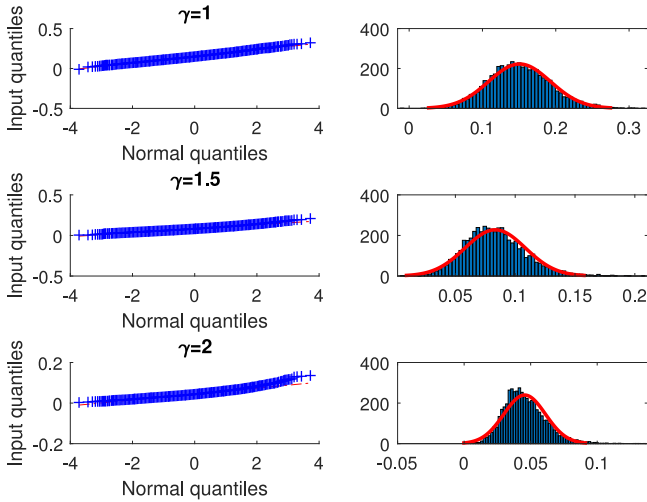 γ=1
Input quantiles
0.5
0
-0.5
-4 -2 0 2 4
Normal quantiles
400
200
0
0 0.1 0.2 0.3
γ=1.5
Input quantiles
0.5
0
-0.5
-4 -2 0 2 4
Normal quantiles
400
200
0
0.05 0.1 0.15 0.2
γ=2
Input quantiles
0.2
0
-0.2
-4 -2 0 2 4
Normal quantiles
400
200
0
-0.05 0 0.05 0.1